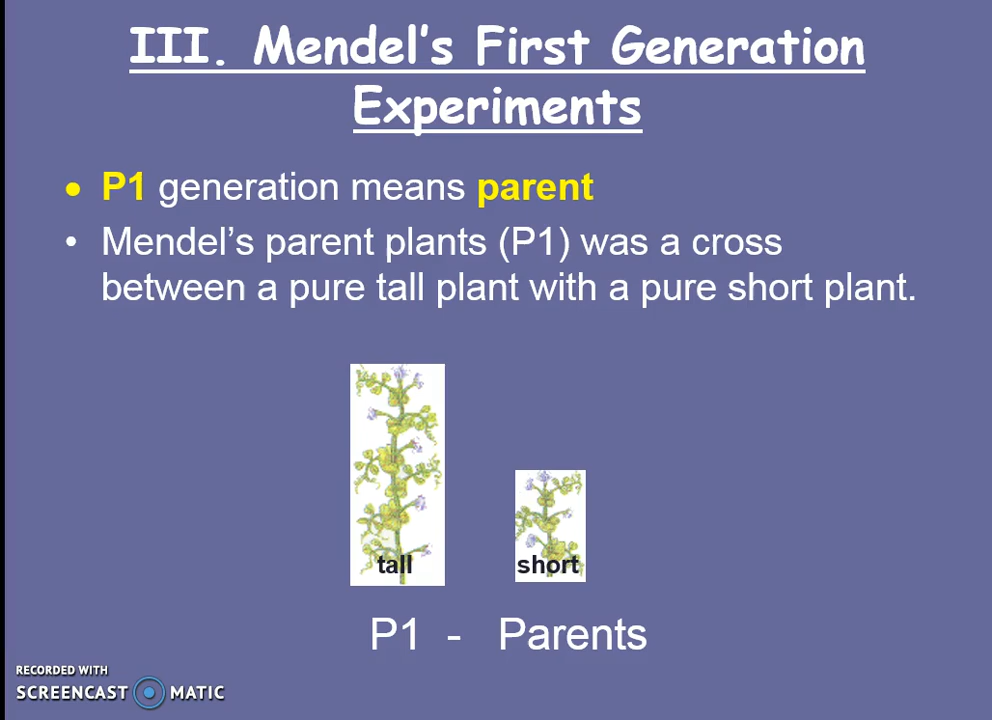 III. Mendel's First Generation
Experiments
• P1 generation means parent
• Mendel's parent plants (P1) was a cross
between a pure tall plant with a pure short plant.
tall
short
P1 - Parents
RECORDED WITH
SCREENCAST MATIC